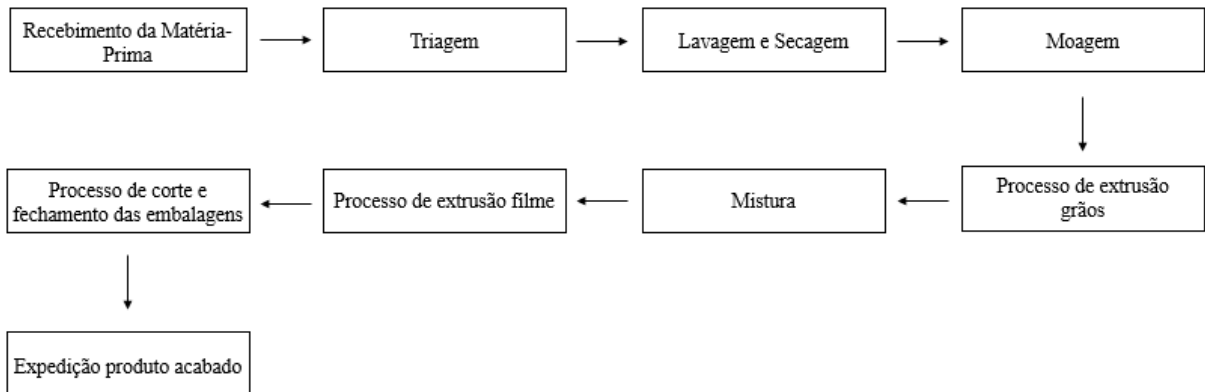 Recebimento da Matéria-
Prima
Triagem
Lavagem e Secagem
Moagem
Processo de extrusão
grãos
Mistura
Processo de extrusão filme
Processo de corte e
fechamento das embalagens
Expedição produto acabado